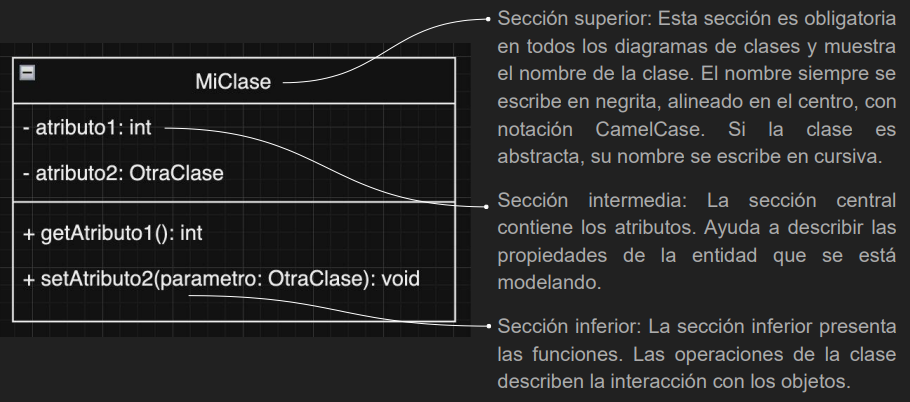 MiClase
- atributo1: int
- atributo2: OtraClase
+ getAtributo1(): int
+ setAtributo2(parametro: OtraClase): void
Sección superior: Esta sección es obligatoria
en todos los diagramas de clases y muestra
el nombre de la clase. El nombre siempre se
escribe en negrita, alineado en el centro, con
notación CamelCase. Si la clase es
abstracta, su nombre se escribe en cursiva.
Sección intermedia: La sección central
contiene los atributos. Ayuda a describir las
propiedades de la entidad que se está
modelando.
Sección inferior: La sección inferior presenta
las funciones. Las operaciones de la clase
describen la interacción con los objetos.